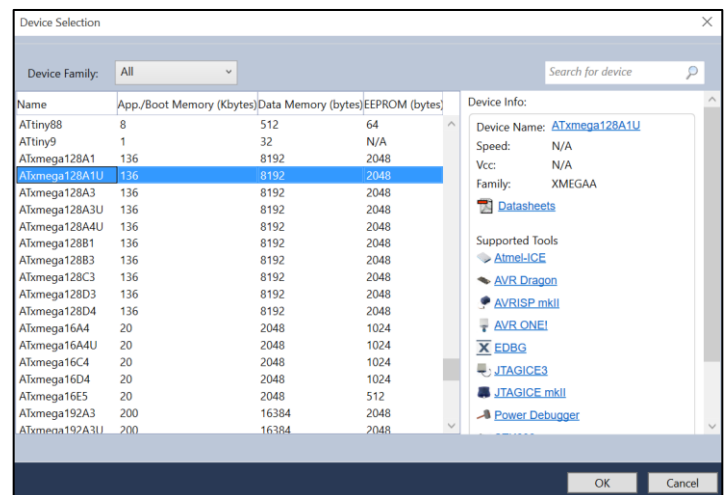 Device Selection
Device Family: All
Search for device
Name App./Boot Memory (Kbytes) Data Memory (bytes) EEPROM (bytes)
ATtiny88 8 512 64
ATtiny9 1 32 N/A
ATxmega128A1 136 8192 2048
ATxmega128A1U 136 8192 2048
ATxmega128A3 136 8192 2048
ATxmega128A3U 136 8192 2048
ATxmega128A4U 136 8192 2048
ATxmega128B1 136 8192 2048
ATxmega128B3 136 8192 2048
ATxmega128C3 136 8192 2048
ATxmega128D3 136 8192 2048
ATxmega128D4 136 8192 2048
ATxmega16A4 20 2048 1024
ATxmega16A4U 20 2048 1024
ATxmega16C4 20 2048 1024
ATxmega16D4 20 2048 1024
ATxmega16E5 20 2048 512
ATxmega192A3 200 16384 2048
ATxmega192A3U 200 16384 2048
Device Info:
Device Name: ATxmega128A1U
Speed: N/A
Vcc: N/A
Family: XMEGAA
Datasheets
Supported Tools
Atmel-ICE
AVR Dragon
AVRISP mkII
AVR ONE!
EDBG
JTAGICE3
JTAGICE mkII
Power Debugger
OK Cancel